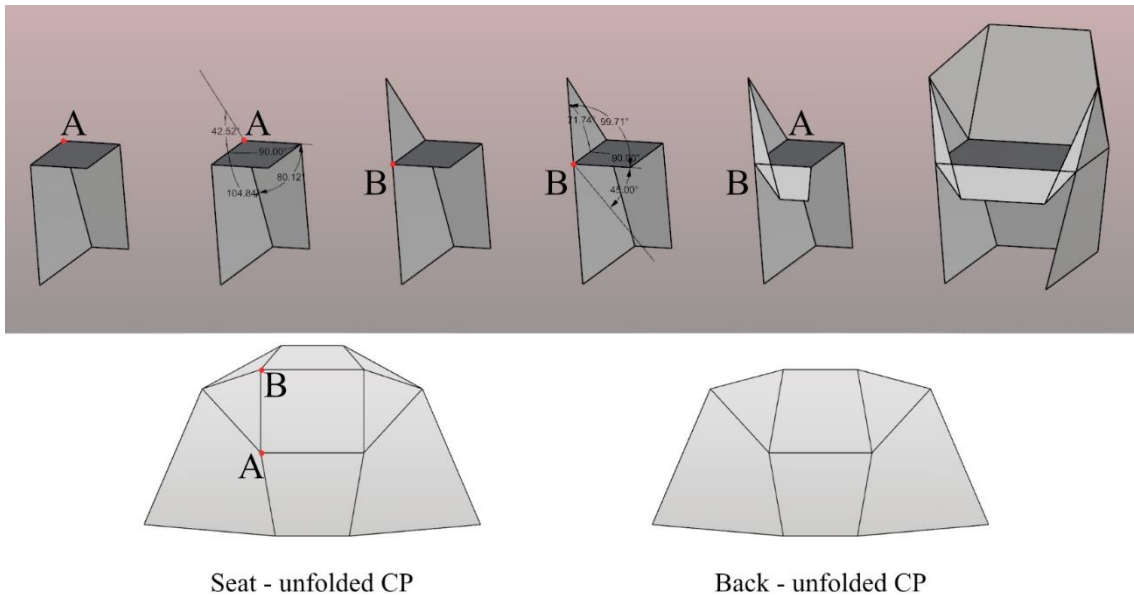 A
A
42.52°
90.00°
80.12°
104.84°
B
71.74°
99.71°
90.00°
45.00°
B
A
B
B
A
Seat - unfolded CP
Back - unfolded CP